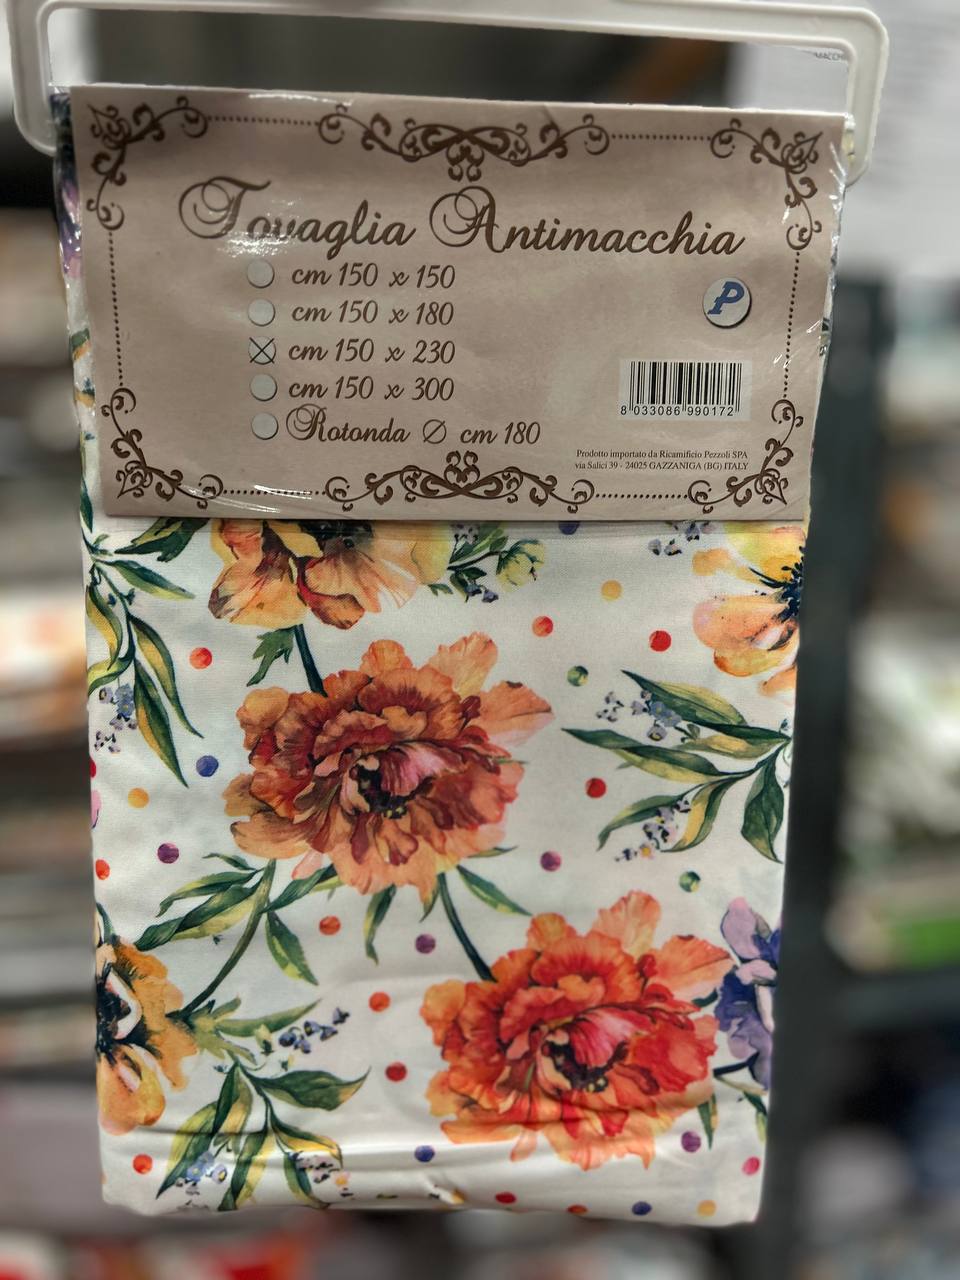 Tovaglia Antimacchia
cm 150 x 150
cm 150 x 180
cm 150 x 230
cm 150 x 300
Rotonda ∅ cm 180
P
8 033086 990172
Prodotto importato da Ricamificio Pezzoli SPA
via Salici 39 - 24025 GAZZANIGA (BG) ITALY